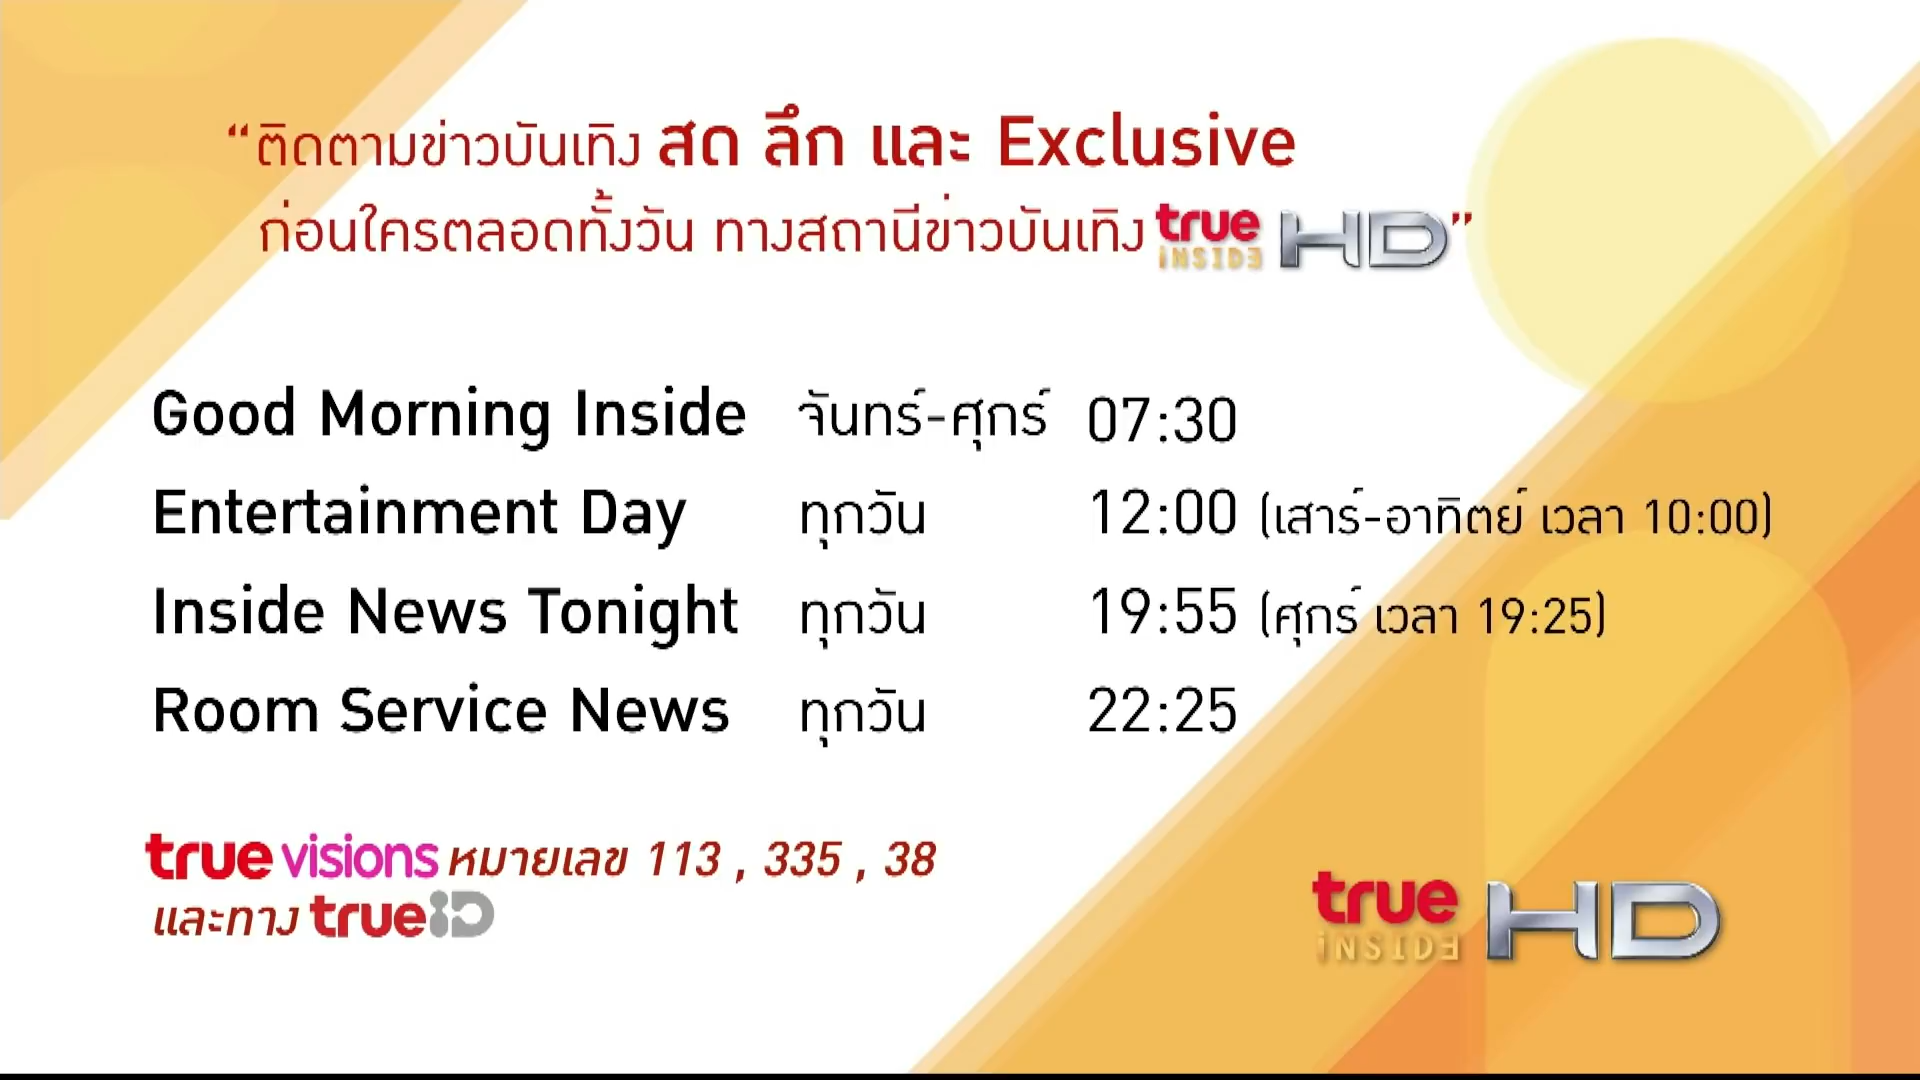 “ติดตามข่าวบันเทิง สด ลึก และ Exclusive
ก่อนใครตลอดทั้งวัน ทางสถานีข่าวบันเทิง true INSIDE HD”
Good Morning Inside จันทร์-ศุกร์ 07:30
Entertainment Day ทุกวัน 12:00 (เสาร์-อาทิตย์ เวลา 10:00)
Inside News Tonight ทุกวัน 19:55 (ศุกร์ เวลา 19:25)
Room Service News ทุกวัน 22:25
true visions หมายเลข 113 , 335 , 38
และทาง true iD
true INSIDE HD